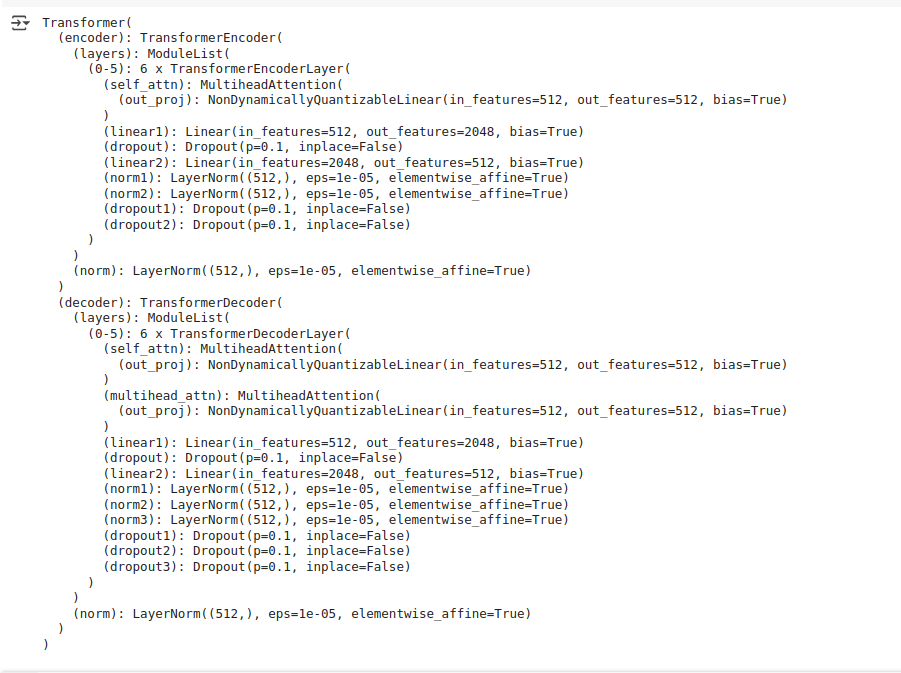 Transformer(
  (encoder): TransformerEncoder(
    (layers): ModuleList(
      (0-5): 6 x TransformerEncoderLayer(
        (self_attn): MultiheadAttention(
          (out_proj): NonDynamicallyQuantizableLinear(in_features=512, out_features=512, bias=True)
        )
        (linear1): Linear(in_features=512, out_features=2048, bias=True)
        (dropout): Dropout(p=0.1, inplace=False)
        (linear2): Linear(in_features=2048, out_features=512, bias=True)
        (norm1): LayerNorm((512,), eps=1e-05, elementwise_affine=True)
        (norm2): LayerNorm((512,), eps=1e-05, elementwise_affine=True)
        (dropout1): Dropout(p=0.1, inplace=False)
        (dropout2): Dropout(p=0.1, inplace=False)
      )
    )
    (norm): LayerNorm((512,), eps=1e-05, elementwise_affine=True)
  )
  (decoder): TransformerDecoder(
    (layers): ModuleList(
      (0-5): 6 x TransformerDecoderLayer(
        (self_attn): MultiheadAttention(
          (out_proj): NonDynamicallyQuantizableLinear(in_features=512, out_features=512, bias=True)
        )
        (multihead_attn): MultiheadAttention(
          (out_proj): NonDynamicallyQuantizableLinear(in_features=512, out_features=512, bias=True)
        )
        (linear1): Linear(in_features=512, out_features=2048, bias=True)
        (dropout): Dropout(p=0.1, inplace=False)
        (linear2): Linear(in_features=2048, out_features=512, bias=True)
        (norm1): LayerNorm((512,), eps=1e-05, elementwise_affine=True)
        (norm2): LayerNorm((512,), eps=1e-05, elementwise_affine=True)
        (norm3): LayerNorm((512,), eps=1e-05, elementwise_affine=True)
        (dropout1): Dropout(p=0.1, inplace=False)
        (dropout2): Dropout(p=0.1, inplace=False)
        (dropout3): Dropout(p=0.1, inplace=False)
      )
    )
    (norm): LayerNorm((512,), eps=1e-05, elementwise_affine=True)
  )
)